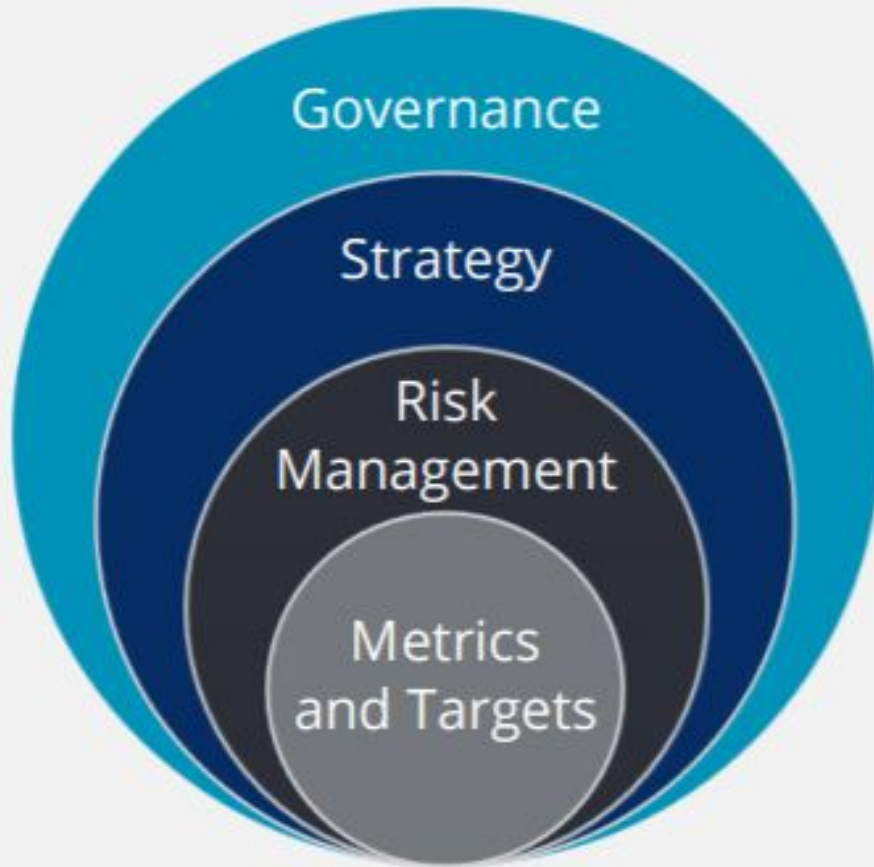 Governance
Strategy
Risk
Management
Metrics
and Targets